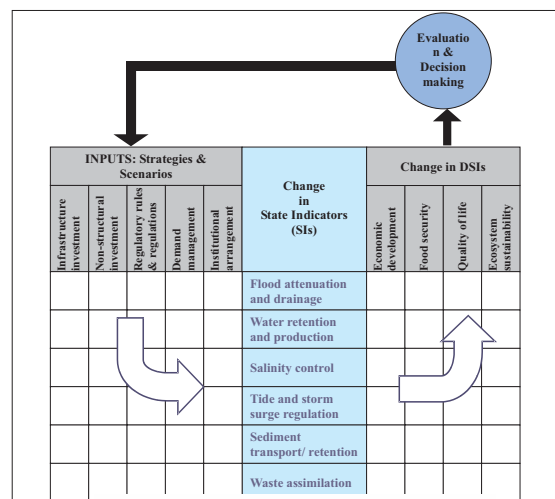 Evaluatio
n &
Decision
making
INPUTS: Strategies &
Scenarios
Change
in
State Indicators
(SIs)
Change in DSIs
Infrastructure
investment
Non-structural
investment
Regulatory rules
& regulations
Demand
management
Institutional
arrangement
Economic
development
Food security
Quality of life
Ecosystem
sustainability
Flood attenuation
and drainage
Water retention
and production
Salinity control
Tide and storm
surge regulation
Sediment
transport/ retention
Waste assimilation